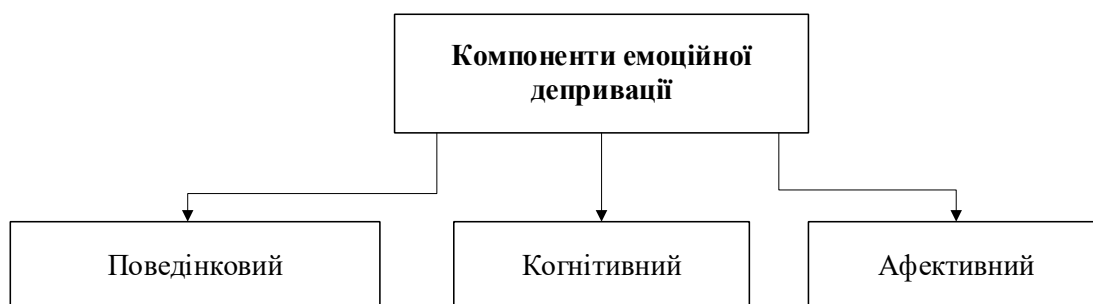 Компоненти емоційної
депривації
Поведінковий
Когнітивний
Афективний